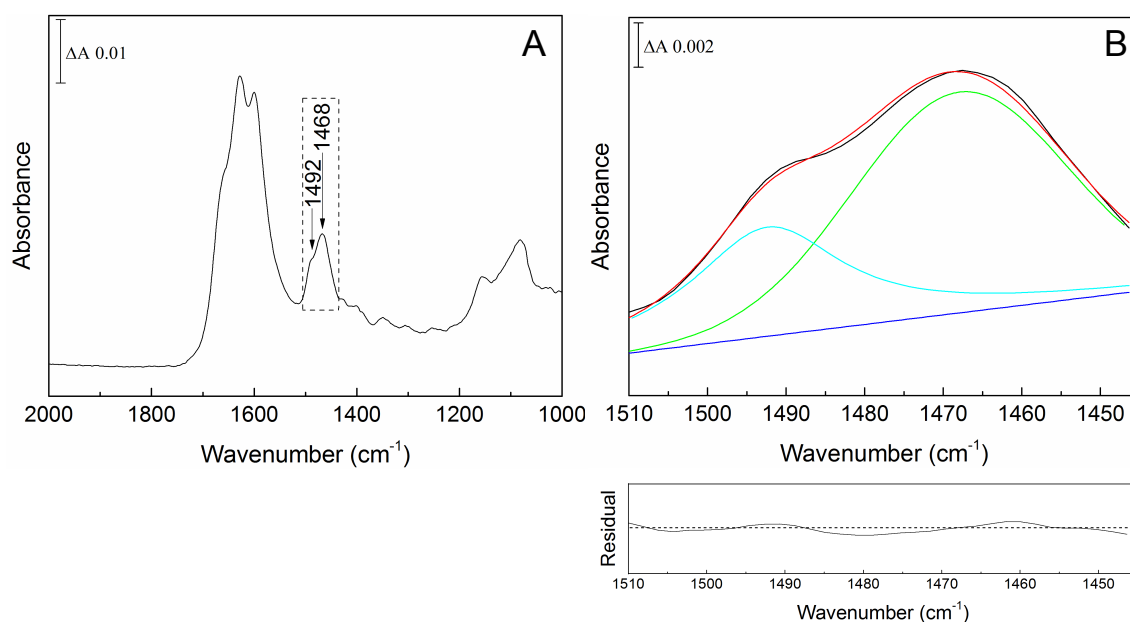 ΔA 0.01
A
1492
1468
Absorbance
2000 1800 1600 1400 1200 1000
Wavenumber (cm⁻¹)
ΔA 0.002
B
Absorbance
1510 1500 1490 1480 1470 1460 1450
Wavenumber (cm⁻¹)
Residual
1510 1500 1490 1480 1470 1460 1450
Wavenumber (cm⁻¹)